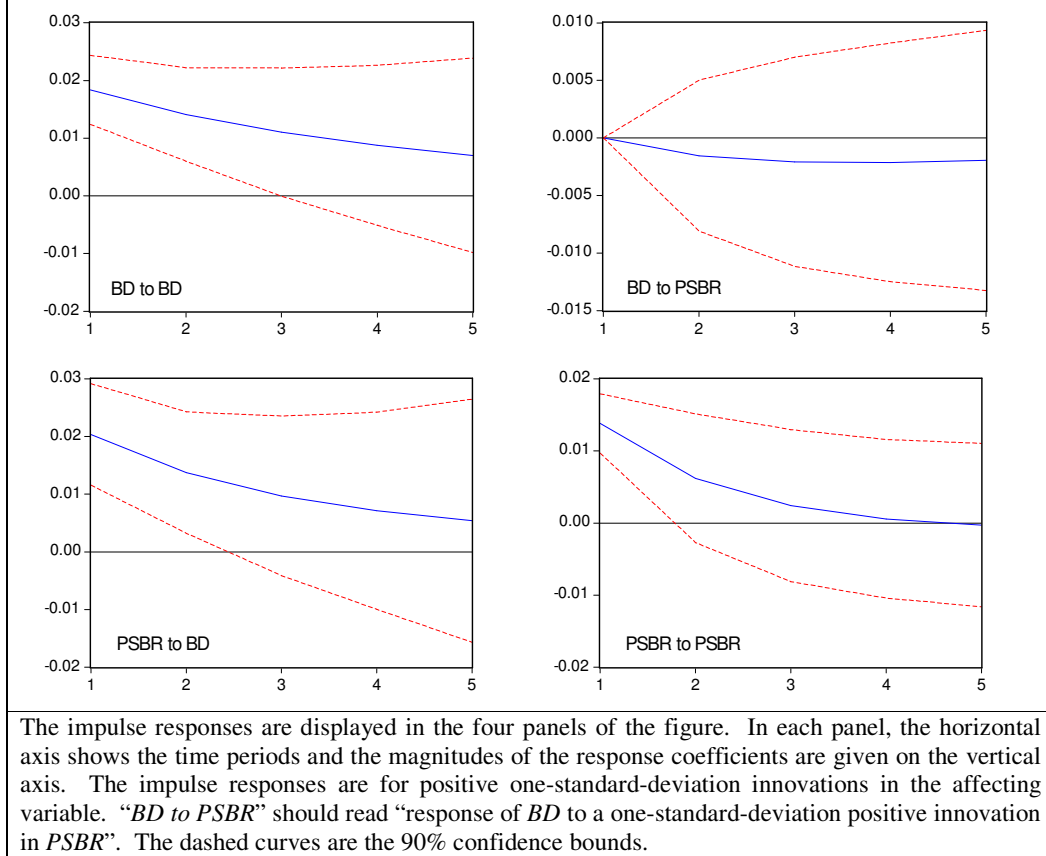 0.03
0.02
0.01
0.00
-0.01
-0.02
BD to BD
1 2 3 4 5
0.010
0.005
0.000
-0.005
-0.010
-0.015
BD to PSBR
1 2 3 4 5
0.03
0.02
0.01
0.00
-0.01
-0.02
PSBR to BD
1 2 3 4 5
0.02
0.01
0.00
-0.01
-0.02
PSBR to PSBR
1 2 3 4 5
The impulse responses are displayed in the four panels of the figure. In each panel, the horizontal
axis shows the time periods and the magnitudes of the response coefficients are given on the vertical
axis. The impulse responses are for positive one-standard-deviation innovations in the affecting
variable. “BD to PSBR” should read “response of BD to a one-standard-deviation positive innovation
in PSBR”. The dashed curves are the 90% confidence bounds.